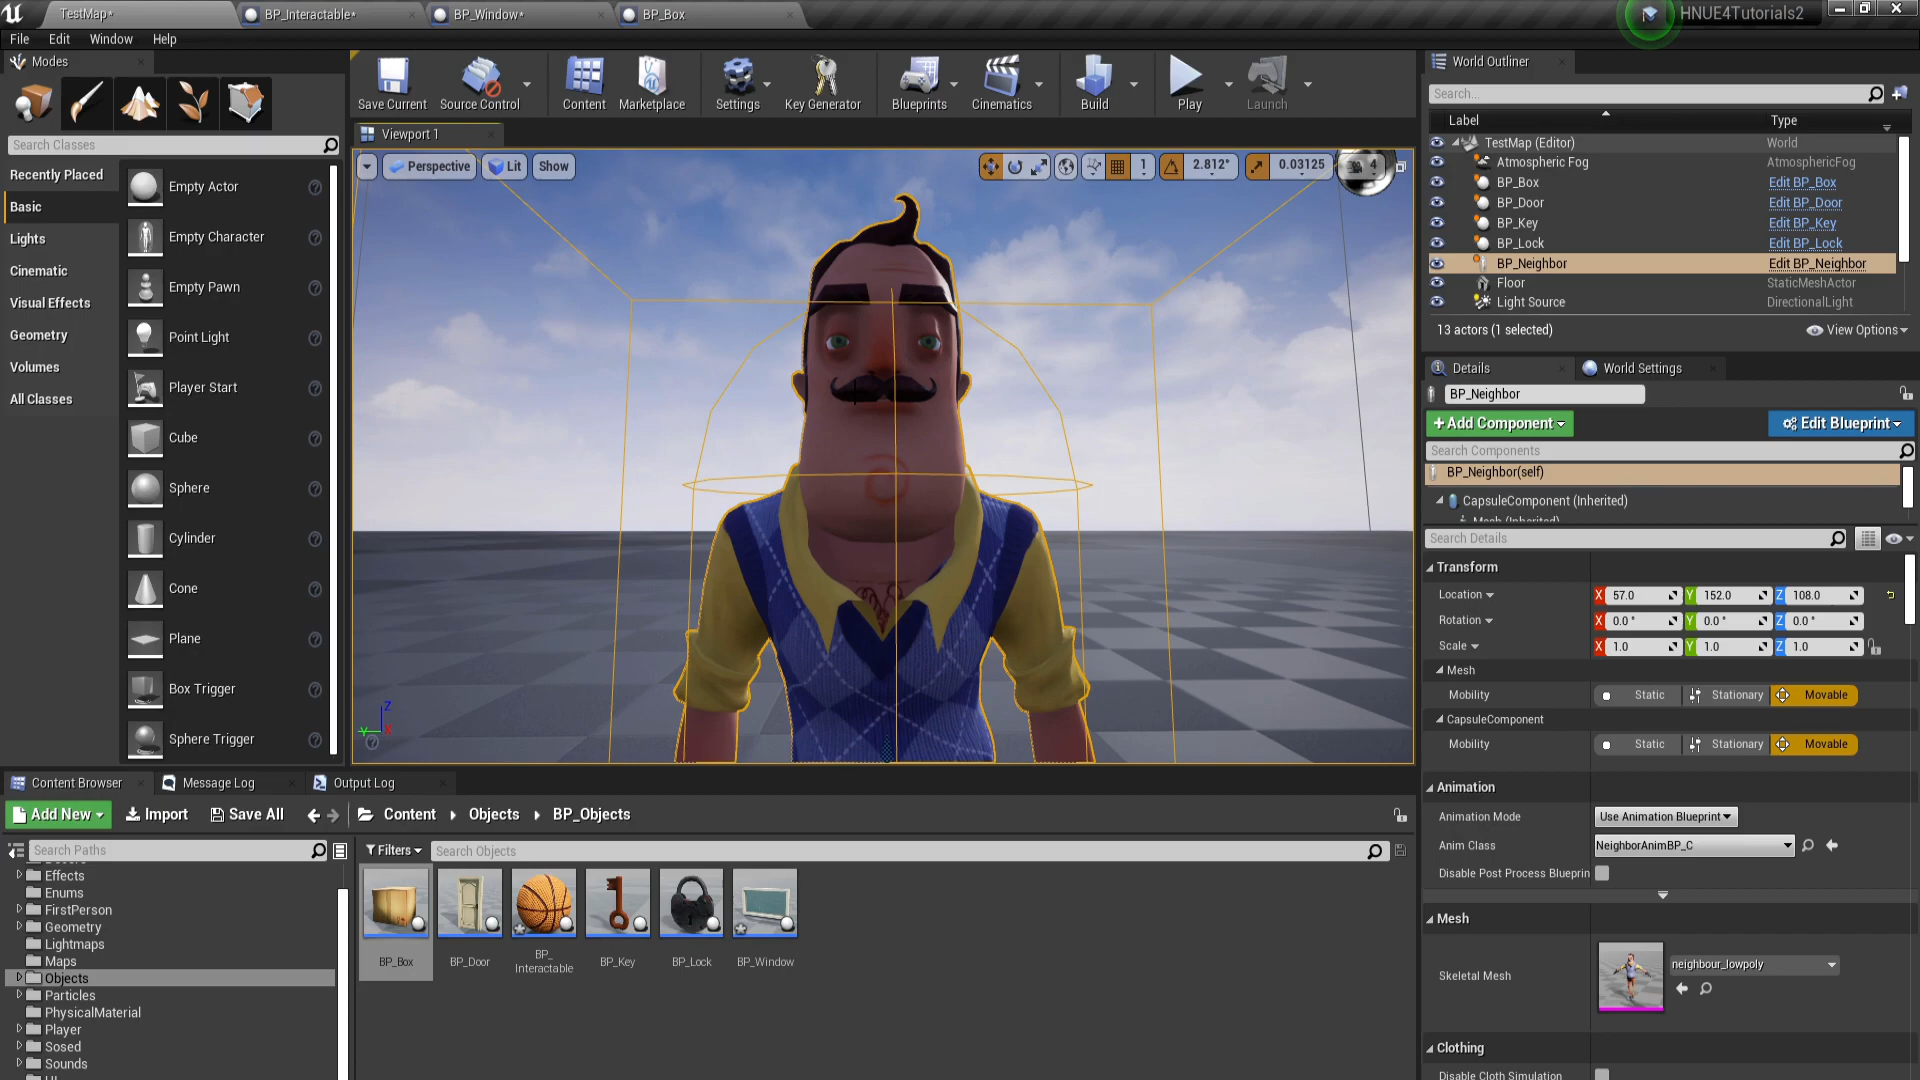 TestMap*
BP_Interactable*
BP_Window*
BP_Box
HNUE4Tutorials2
File
Edit
Window
Help
Modes
Save Current
Source Control
Content
Marketplace
Settings
Key Generator
Blueprints
Cinematics
Build
Play
Launch
World Outliner
Search...
Label
Type
TestMap (Editor)
World
Atmospheric Fog
AtmosphericFog
BP_Box
Edit BP_Box
BP_Door
Edit BP_Door
BP_Key
Edit BP_Key
BP_Lock
Edit BP_Lock
BP_Neighbor
Edit BP_Neighbor
Floor
StaticMeshActor
Light Source
DirectionalLight
13 actors (1 selected)
View Options
Search Classes
Recently Placed
Basic
Lights
Cinematic
Visual Effects
Geometry
Volumes
All Classes
Empty Actor
Empty Character
Empty Pawn
Point Light
Player Start
Cube
Sphere
Cylinder
Cone
Plane
Box Trigger
Sphere Trigger
Viewport 1
Perspective
Lit
Show
1
2.812°
0.03125
4
Z
Y
X
Details
World Settings
BP_Neighbor
+Add Component
Edit Blueprint
Search Components
BP_Neighbor(self)
CapsuleComponent (Inherited)
Mesh (Inherited)
Search Details
Transform
Location
X 57.0
Y 152.0
Z 108.0
Rotation
X 0.0 °
Y 0.0 °
Z 0.0 °
Scale
X 1.0
Y 1.0
Z 1.0
Mesh
Mobility
Static
Stationary
Movable
CapsuleComponent
Mobility
Static
Stationary
Movable
Animation
Animation Mode
Use Animation Blueprint
Anim Class
NeighborAnimBP_C
Disable Post Process Blueprin
Mesh
Skeletal Mesh
neighbour_lowpoly
Clothing
Disable Cloth Simulation
Content Browser
Message Log
Output Log
Add New
Import
Save All
Content
Objects
BP_Objects
Search Paths
Filters
Search Objects
Effects
Enums
FirstPerson
Geometry
Lightmaps
Maps
Objects
Particles
PhysicalMaterial
Player
Sosed
Sounds
BP_Box
BP_Door
BP_
Interactable
BP_Key
BP_Lock
BP_Window